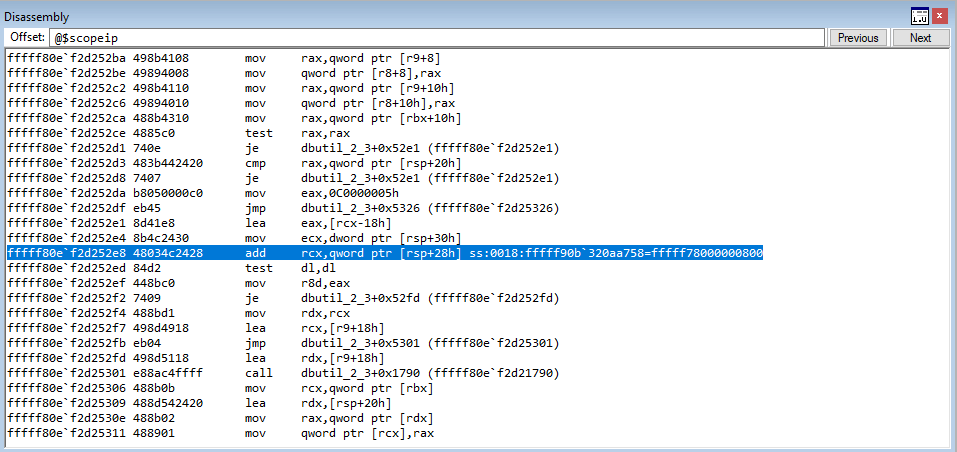 Disassembly
Offset: @$scopeip Previous Next
fffff80e`f2d252ba 498b4108 mov rax,qword ptr [r9+8]
fffff80e`f2d252be 49894008 mov qword ptr [r8+8],rax
fffff80e`f2d252c2 498b4110 mov rax,qword ptr [r9+10h]
fffff80e`f2d252c6 49894010 mov qword ptr [r8+10h],rax
fffff80e`f2d252ca 488b4310 mov rax,qword ptr [rbx+10h]
fffff80e`f2d252ce 4885c0 test rax,rax
fffff80e`f2d252d1 740e je dbutil_2_3+0x52e1 (fffff80e`f2d252e1)
fffff80e`f2d252d3 483b442420 cmp rax,qword ptr [rsp+20h]
fffff80e`f2d252d8 7407 je dbutil_2_3+0x52e1 (fffff80e`f2d252e1)
fffff80e`f2d252da b8050000c0 mov eax,0C0000005h
fffff80e`f2d252df eb45 jmp dbutil_2_3+0x5326 (fffff80e`f2d25326)
fffff80e`f2d252e1 8d41e8 lea eax,[rcx-18h]
fffff80e`f2d252e4 8b4c2430 mov ecx,dword ptr [rsp+30h]
fffff80e`f2d252e8 48034c2428 add rcx,qword ptr [rsp+28h] ss:0018:fffff90b`320aa758=fffff78000000800
fffff80e`f2d252ed 84d2 test dl,dl
fffff80e`f2d252ef 448bc0 mov r8d,eax
fffff80e`f2d252f2 7409 je dbutil_2_3+0x52fd (fffff80e`f2d252fd)
fffff80e`f2d252f4 488bd1 mov rdx,rcx
fffff80e`f2d252f7 498d4918 lea rcx,[r9+18h]
fffff80e`f2d252fb eb04 jmp dbutil_2_3+0x5301 (fffff80e`f2d25301)
fffff80e`f2d252fd 498d5118 lea rdx,[r9+18h]
fffff80e`f2d25301 e88ac4ffff call dbutil_2_3+0x1790 (fffff80e`f2d21790)
fffff80e`f2d25306 488b0b mov rcx,qword ptr [rbx]
fffff80e`f2d25309 488d542420 lea rdx,[rsp+20h]
fffff80e`f2d2530e 488b02 mov rax,qword ptr [rdx]
fffff80e`f2d25311 488901 mov qword ptr [rcx],rax